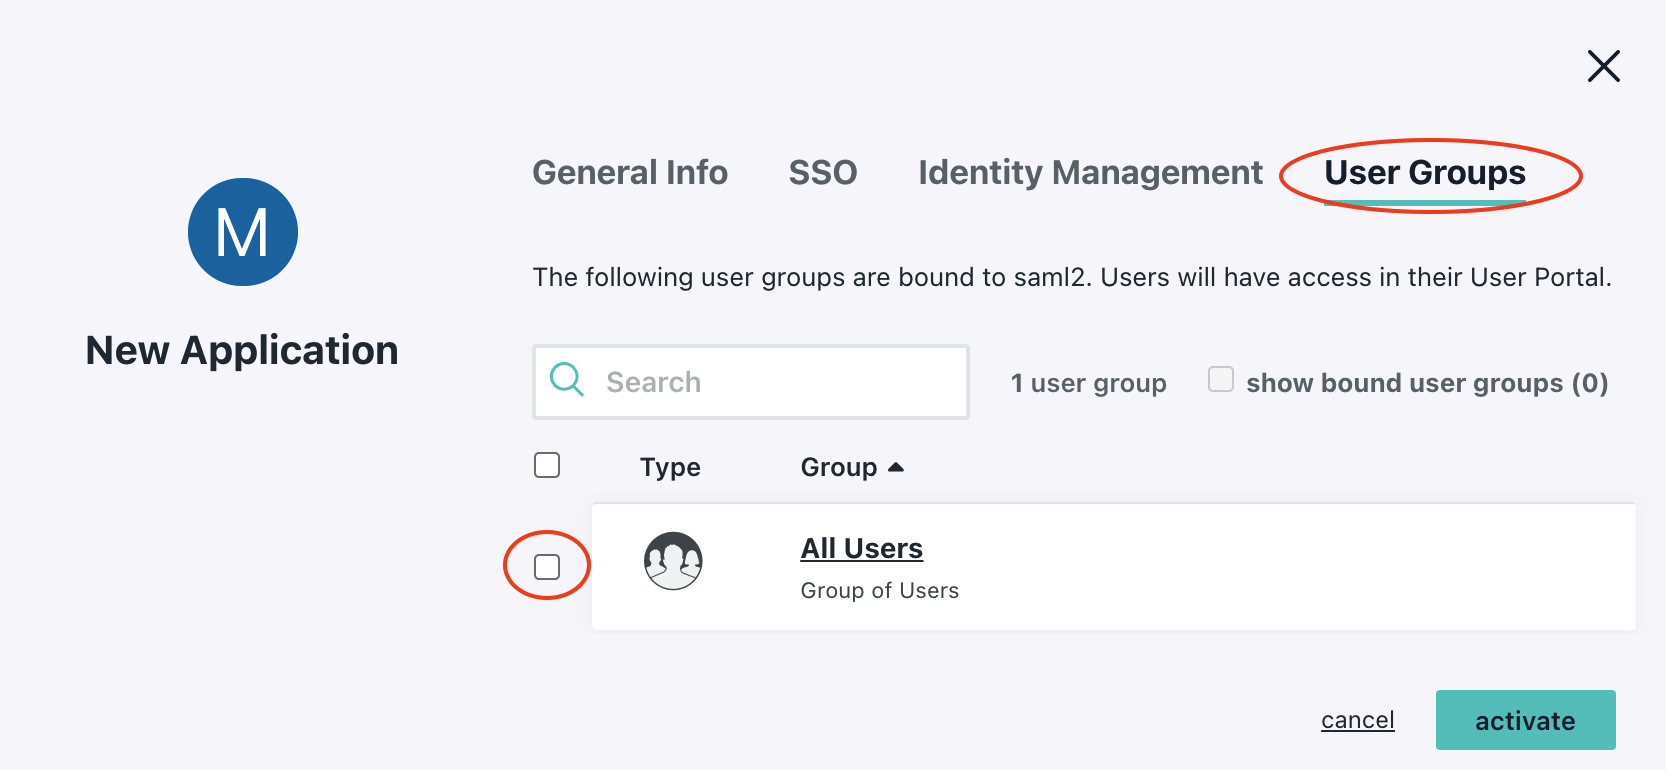 General Info SSO Identity Management User Groups
M
New Application
The following user groups are bound to saml2. Users will have access in their User Portal.
Search 1 user group show bound user groups (0)
Type Group
All Users
Group of Users
cancel activate